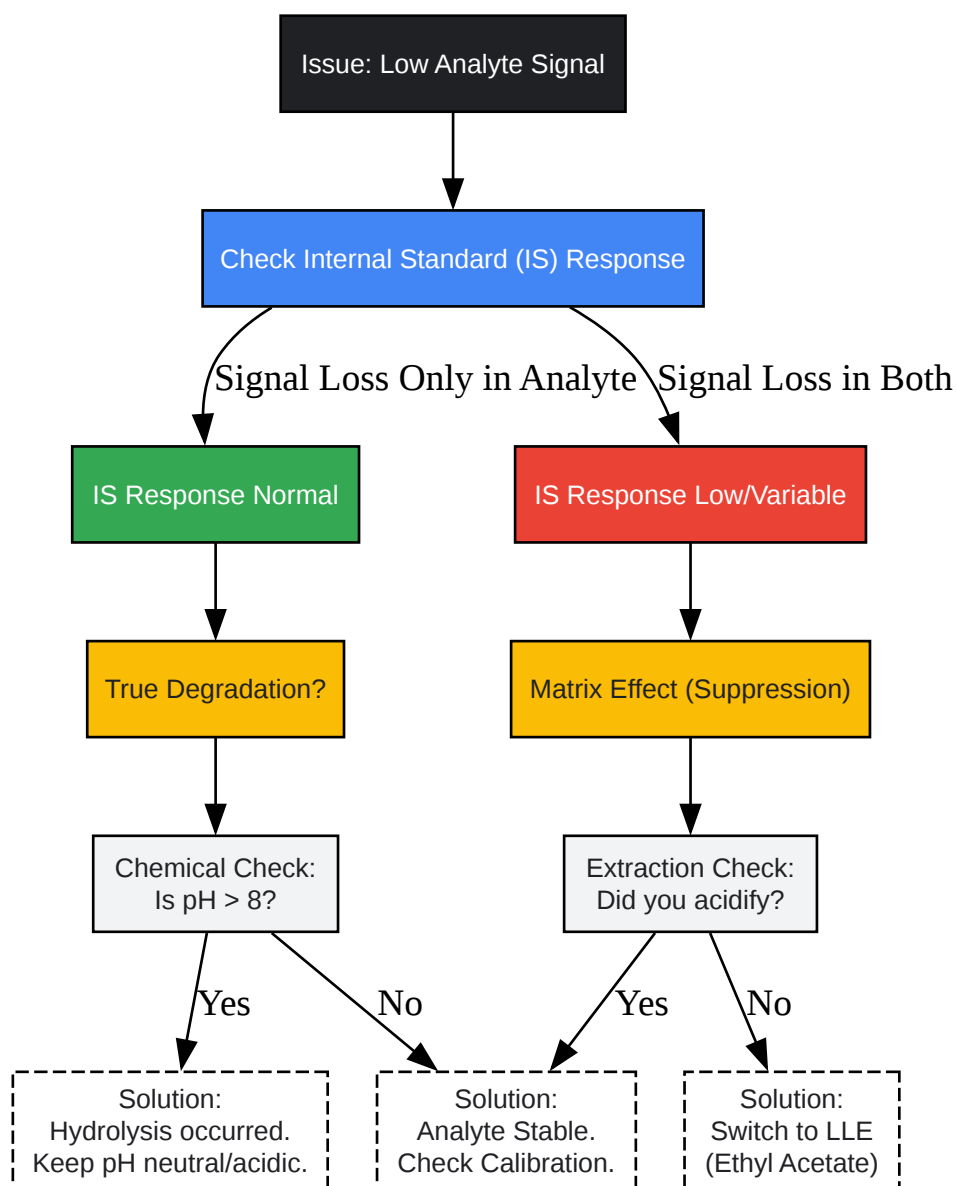 Issue: Low Analyte Signal
Check Internal Standard (IS) Response
Signal Loss Only in Analyte
Signal Loss in Both
IS Response Normal
IS Response Low/Variable
True Degradation?
Matrix Effect (Suppression)
Chemical Check:
Is pH > 8?
Extraction Check:
Did you acidify?
Yes
No
Yes
No
Solution:
Hydrolysis occurred.
Keep pH neutral/acidic.
Solution:
Analyte Stable.
Check Calibration.
Solution:
Switch to LLE
(Ethyl Acetate)